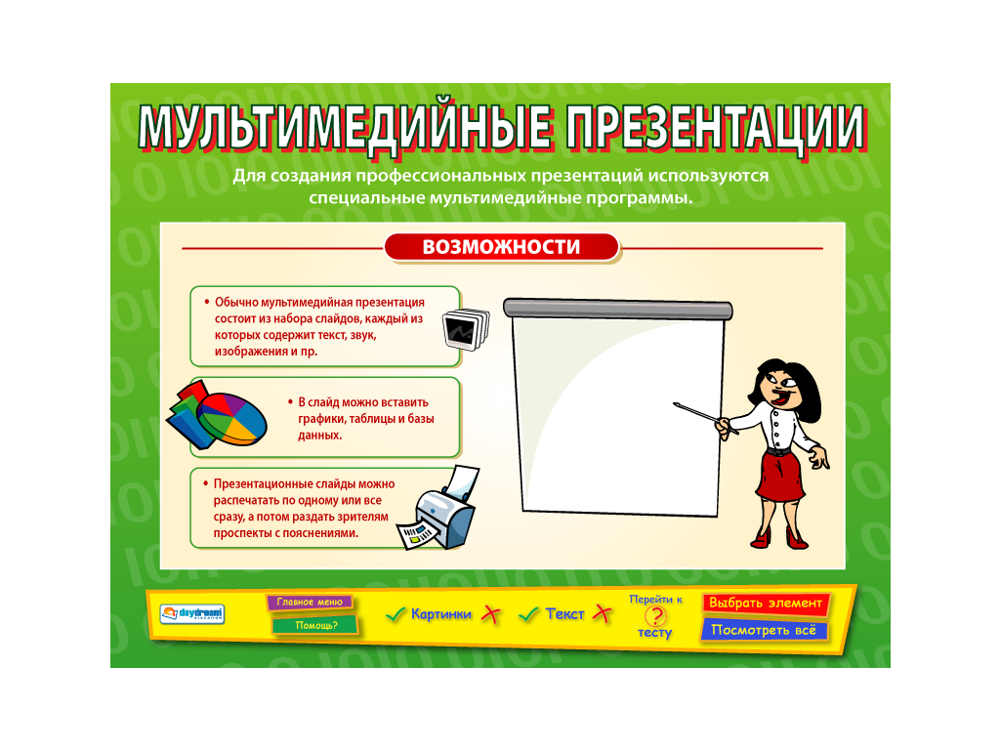 МУЛЬТИМЕДИЙНЫЕ ПРЕЗЕНТАЦИИ
Для создания профессиональных презентаций используются
специальные мультимедийные программы.
ВОЗМОЖНОСТИ
• Обычно мультимедийная презентация
состоит из набора слайдов, каждый из
которых содержит текст, звук,
изображения и пр.
• В слайд можно вставить
графики, таблицы и базы
данных.
• Презентационные слайды можно
распечатать по одному или все
сразу, а потом раздать зрителям
проспекты с пояснениями.
daydream
EDUCATION
Главное меню
Помощь?
Картинки
Текст
Перейти к
?
тесту
Выбрать элемент
Посмотреть всё